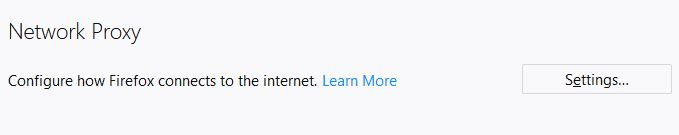 Network Proxy
Configure how Firefox connects to the internet. Learn More Settings...